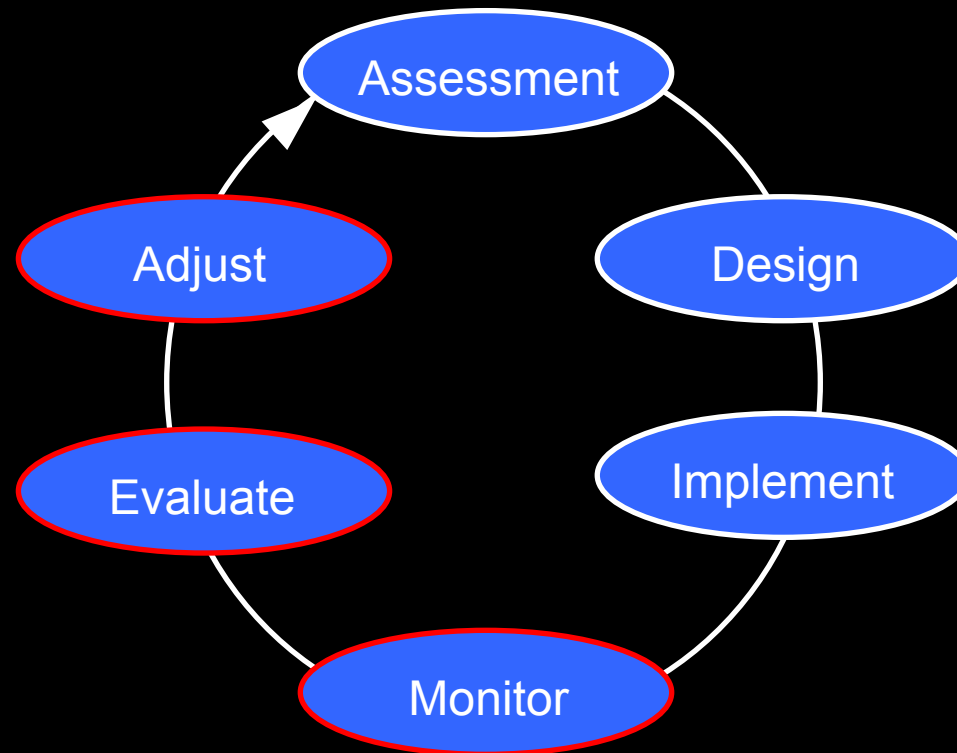 Assessment
Design
Implement
Monitor
Evaluate
Adjust